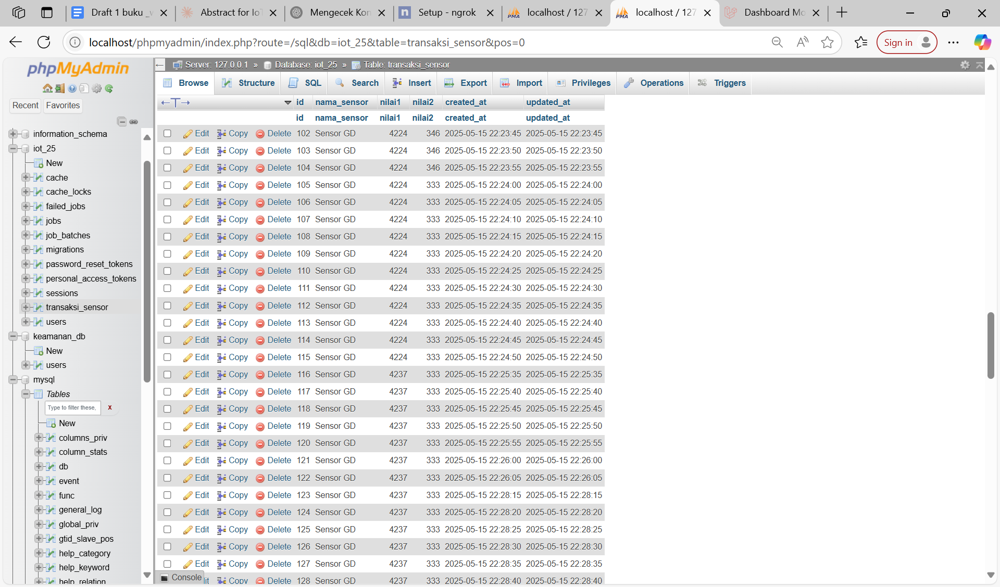 Draft 1 buku _w
Abstract for IoT
Mengecek Kon
Setup - ngrok
localhost / 127
localhost / 127
Dashboard Mo
localhost/phpmyadmin/index.php?route=/sql&db=iot_25&table=transaksi_sensor&pos=0
Sign in
phpMyAdmin
Recent
Favorites
information_schema
iot_25
New
cache
cache_locks
failed_jobs
jobs
job_batches
migrations
password_reset_tokens
personal_access_tokens
sessions
transaksi_sensor
users
keamanan_db
New
users
mysql
Tables
Type to filter these,
X
New
columns_priv
column_stats
db
event
func
general_log
global_priv
gtid_slave_pos
help_category
help_keyword
help_relation
Server: 127.0.0.1 » Database: iot_25 » Table: transaksi_sensor
Browse Structure SQL Search Insert Export Import Privileges Operations Triggers
id nama_sensor nilai1 nilai2 created_at updated_at
id nama_sensor nilai1 nilai2 created_at updated_at
Edit Copy Delete 102 Sensor GD 4224 346 2025-05-15 22:23:45 2025-05-15 22:23:45
Edit Copy Delete 103 Sensor GD 4224 346 2025-05-15 22:23:50 2025-05-15 22:23:50
Edit Copy Delete 104 Sensor GD 4224 346 2025-05-15 22:23:55 2025-05-15 22:23:55
Edit Copy Delete 105 Sensor GD 4224 333 2025-05-15 22:24:00 2025-05-15 22:24:00
Edit Copy Delete 106 Sensor GD 4224 333 2025-05-15 22:24:05 2025-05-15 22:24:05
Edit Copy Delete 107 Sensor GD 4224 333 2025-05-15 22:24:10 2025-05-15 22:24:10
Edit Copy Delete 108 Sensor GD 4224 333 2025-05-15 22:24:15 2025-05-15 22:24:15
Edit Copy Delete 109 Sensor GD 4224 333 2025-05-15 22:24:20 2025-05-15 22:24:20
Edit Copy Delete 110 Sensor GD 4224 333 2025-05-15 22:24:25 2025-05-15 22:24:25
Edit Copy Delete 111 Sensor GD 4224 333 2025-05-15 22:24:30 2025-05-15 22:24:30
Edit Copy Delete 112 Sensor GD 4224 333 2025-05-15 22:24:35 2025-05-15 22:24:35
Edit Copy Delete 113 Sensor GD 4224 333 2025-05-15 22:24:40 2025-05-15 22:24:40
Edit Copy Delete 114 Sensor GD 4224 333 2025-05-15 22:24:45 2025-05-15 22:24:45
Edit Copy Delete 115 Sensor GD 4224 333 2025-05-15 22:24:50 2025-05-15 22:24:50
Edit Copy Delete 116 Sensor GD 4237 333 2025-05-15 22:25:35 2025-05-15 22:25:35
Edit Copy Delete 117 Sensor GD 4237 333 2025-05-15 22:25:40 2025-05-15 22:25:40
Edit Copy Delete 118 Sensor GD 4237 333 2025-05-15 22:25:45 2025-05-15 22:25:45
Edit Copy Delete 119 Sensor GD 4237 333 2025-05-15 22:25:50 2025-05-15 22:25:50
Edit Copy Delete 120 Sensor GD 4237 333 2025-05-15 22:25:55 2025-05-15 22:25:55
Edit Copy Delete 121 Sensor GD 4237 333 2025-05-15 22:26:00 2025-05-15 22:26:00
Edit Copy Delete 122 Sensor GD 4237 333 2025-05-15 22:26:05 2025-05-15 22:26:05
Edit Copy Delete 123 Sensor GD 4237 333 2025-05-15 22:28:15 2025-05-15 22:28:15
Edit Copy Delete 124 Sensor GD 4237 333 2025-05-15 22:28:20 2025-05-15 22:28:20
Edit Copy Delete 125 Sensor GD 4237 333 2025-05-15 22:28:25 2025-05-15 22:28:25
Edit Copy Delete 126 Sensor GD 4237 333 2025-05-15 22:28:30 2025-05-15 22:28:30
Edit Copy Delete 127 Sensor GD 4237 333 2025-05-15 22:28:35 2025-05-15 22:28:35
Console it Copy Delete 128 Sensor GD 4237 333 2025-05-15 22:28:40 2025-05-15 22:28:40